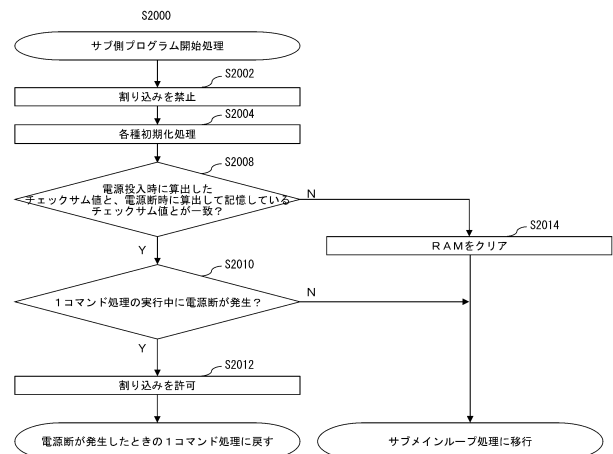 S2000
サブ側プログラム開始処理
S2002
割り込みを禁止
S2004
各種初期化処理
S2008
電源投入時に算出した
チェックサム値と、電源断時に算出して記憶している
チェックサム値とが一致？
N
S2014
RAMをクリア
Y
S2010
１コマンド処理の実行中に電源断が発生？
N
Y
S2012
割り込みを許可
電源断が発生したときの１コマンド処理に戻す
サブメインループ処理に移行